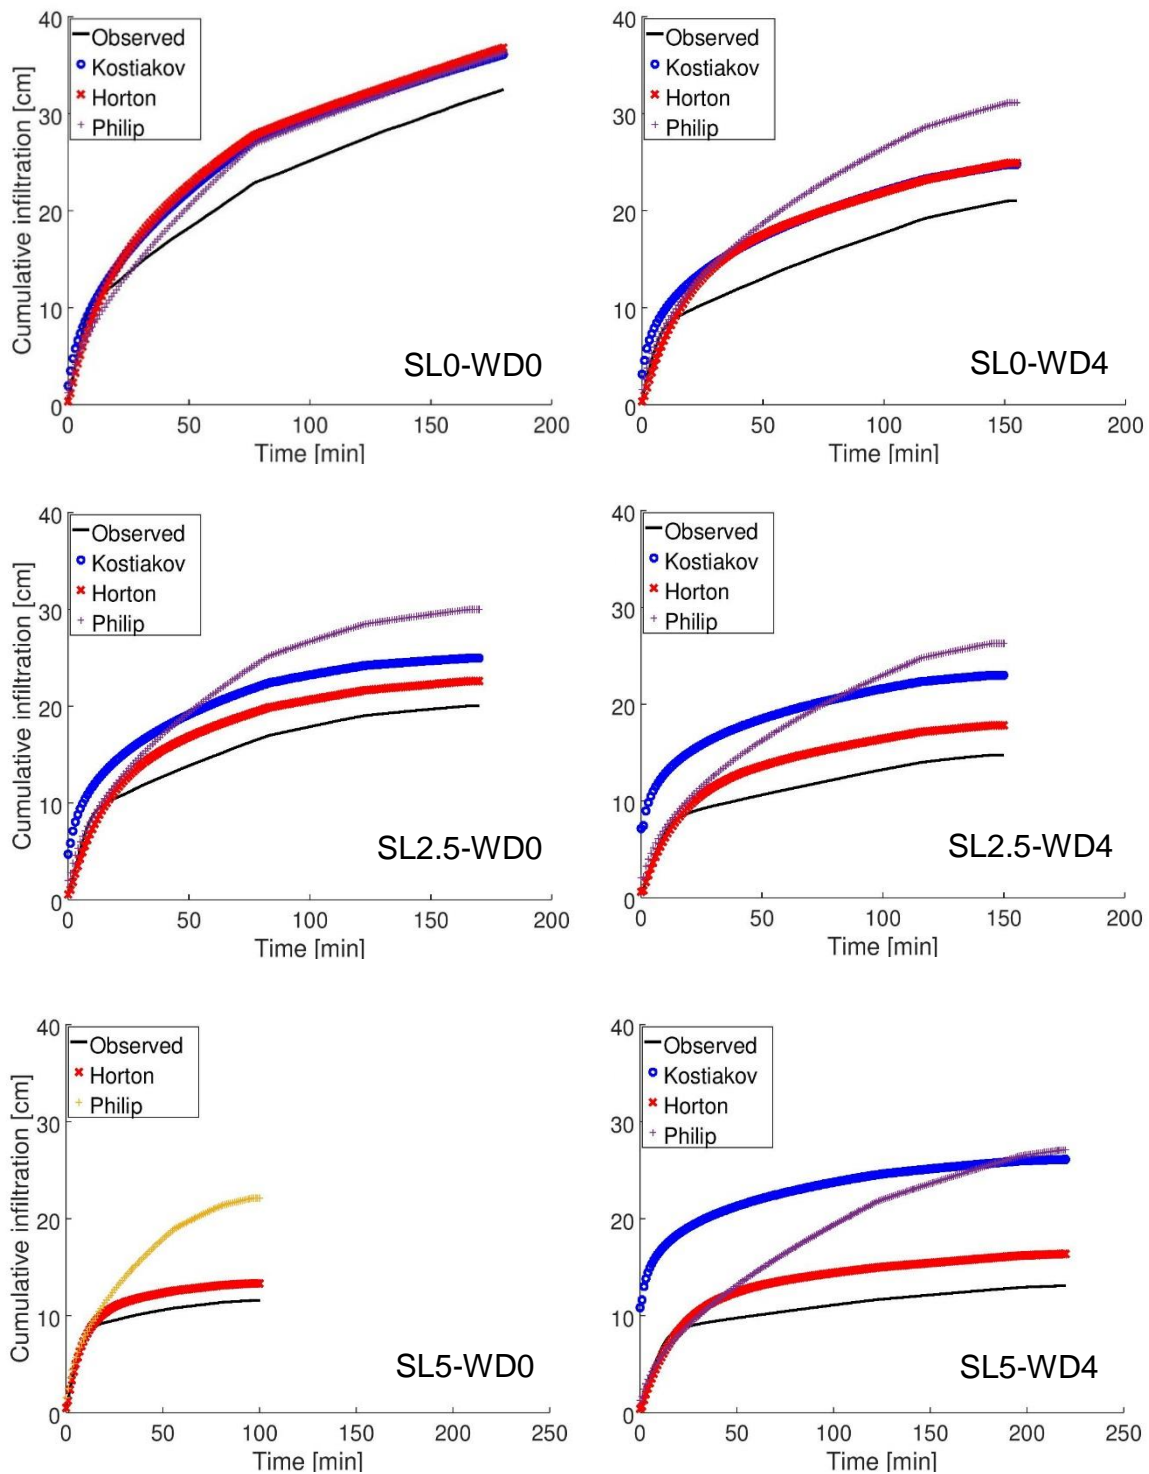 Cumulative infiltration [cm]
40
30
20
10
0
Observed
Kostiakov
Horton
Philip
SL0-WD0
0 50 100 150 200
Time [min]
40
30
20
10
0
Observed
Kostiakov
Horton
Philip
SL0-WD4
0 50 100 150 200
Time [min]
Cumulative infiltration [cm]
40
30
20
10
0
Observed
Kostiakov
Horton
Philip
SL2.5-WD0
0 50 100 150 200
Time [min]
40
30
20
10
0
Observed
Kostiakov
Horton
Philip
SL2.5-WD4
0 50 100 150 200
Time [min]
Cumulative infiltration [cm]
40
30
20
10
0
Observed
Horton
Philip
SL5-WD0
0 50 100 150 200 250
Time [min]
40
30
20
10
0
Observed
Kostiakov
Horton
Philip
SL5-WD4
0 50 100 150 200 250
Time [min]